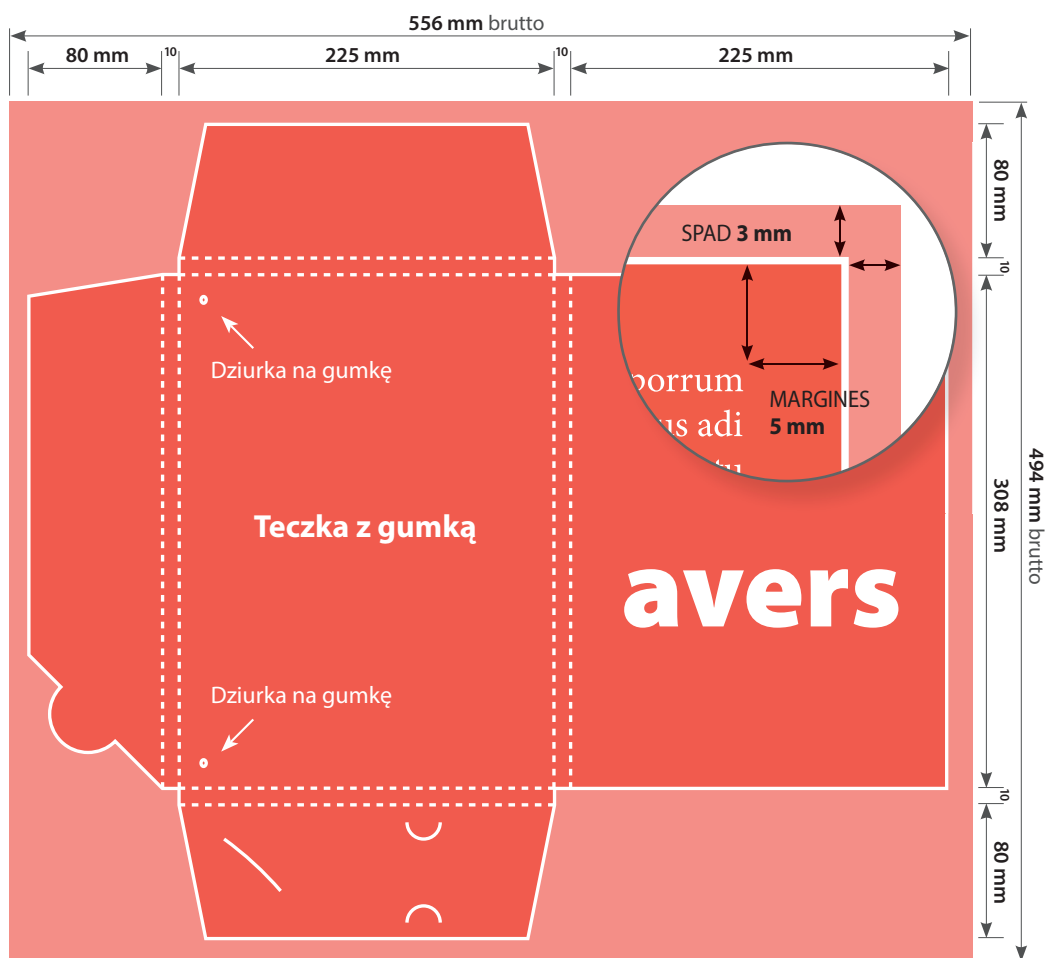 556 mm brutto
80 mm
10
225 mm
10
225 mm
80 mm
10
SPAD 3 mm
Dziurka na gumkę
porrum
us adi
MARGINES
5 mm
308 mm
494 mm brutto
Teczka z gumką
avers
Dziurka na gumkę
10
80 mm